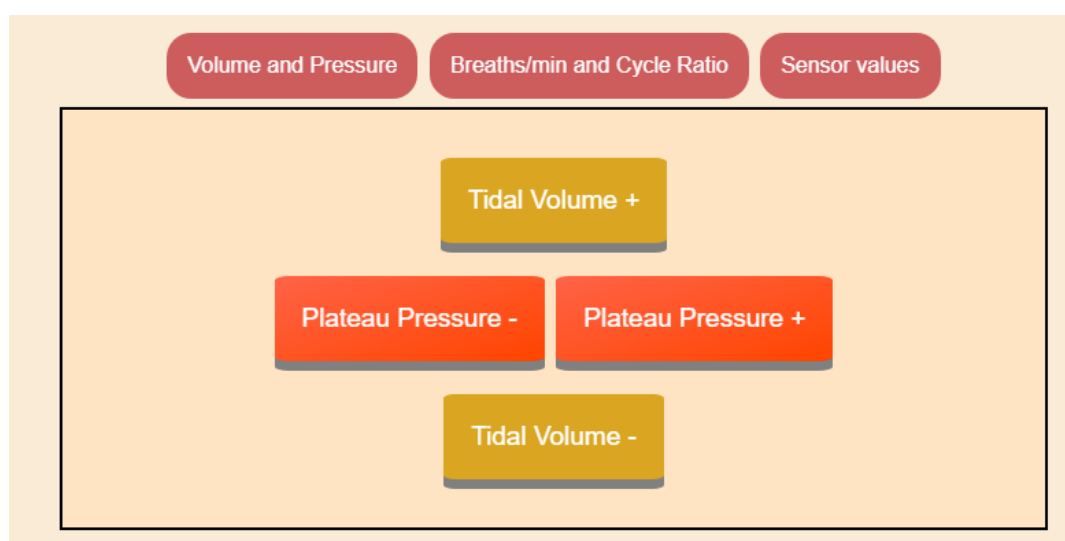 Volume and Pressure Breaths/min and Cycle Ratio Sensor values
Tidal Volume +
Plateau Pressure - Plateau Pressure +
Tidal Volume -